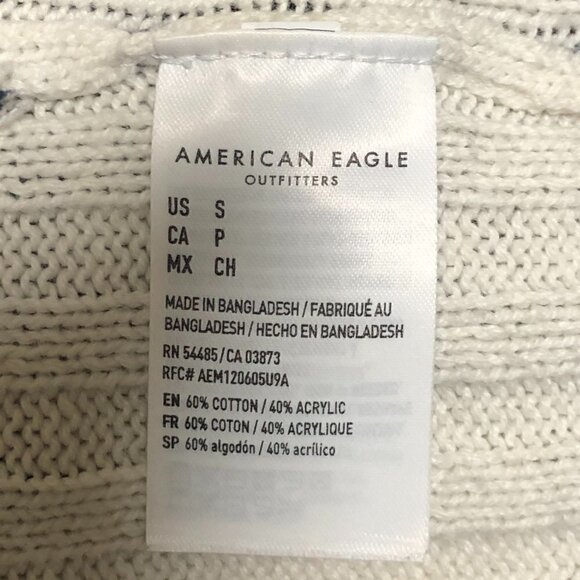 AMERICAN EAGLE
OUTFITTERS
US S
CA P
MX CH
MADE IN BANGLADESH / FABRIQUÉ AU
BANGLADESH / HECHO EN BANGLADESH
RN 54485 / CA 03873
RFC# AEM120605U9A
EN 60% COTTON / 40% ACRYLIC
FR 60% COTON / 40% ACRYLIQUE
SP 60% algodón / 40% acrílico